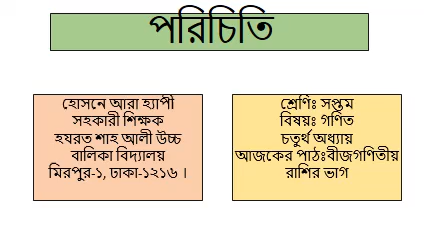 পরিচিতি
হোসনে আরা হ্যাপী
সহকারী শিক্ষক
হযরত শাহ আলী উচ্চ
বালিকা বিদ্যালয়
মিরপুর-১, ঢাকা-১২১৬ ।
শ্রেণিঃ সপ্তম
বিষয়ঃ গণিত
চতুর্থ অধ্যায়
আজকের পাঠঃবীজগণিতীয়
রাশির ভাগ